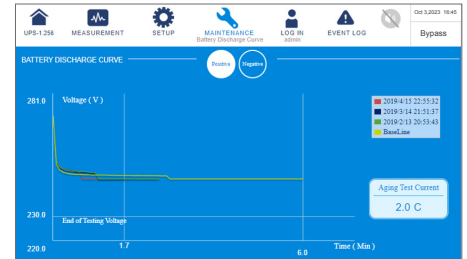 Oct 3,2023 16:45
UPS-1.256
MEASUREMENT
SETUP
MAINTENANCE
Battery Discharge Curve
LOG IN
admin
EVENT LOG
Bypass
BATTERY DISCHARGE CURVE
Positive
Negative
281.0
Voltage ( V )
2019/4/15 22:55:32
2019/3/14 21:51:37
2019/2/13 20:53:43
BaseLine
Aging Test Current
2.0 C
230.0
End of Testing Voltage
220.0
1.7
6.0
Time ( Min )